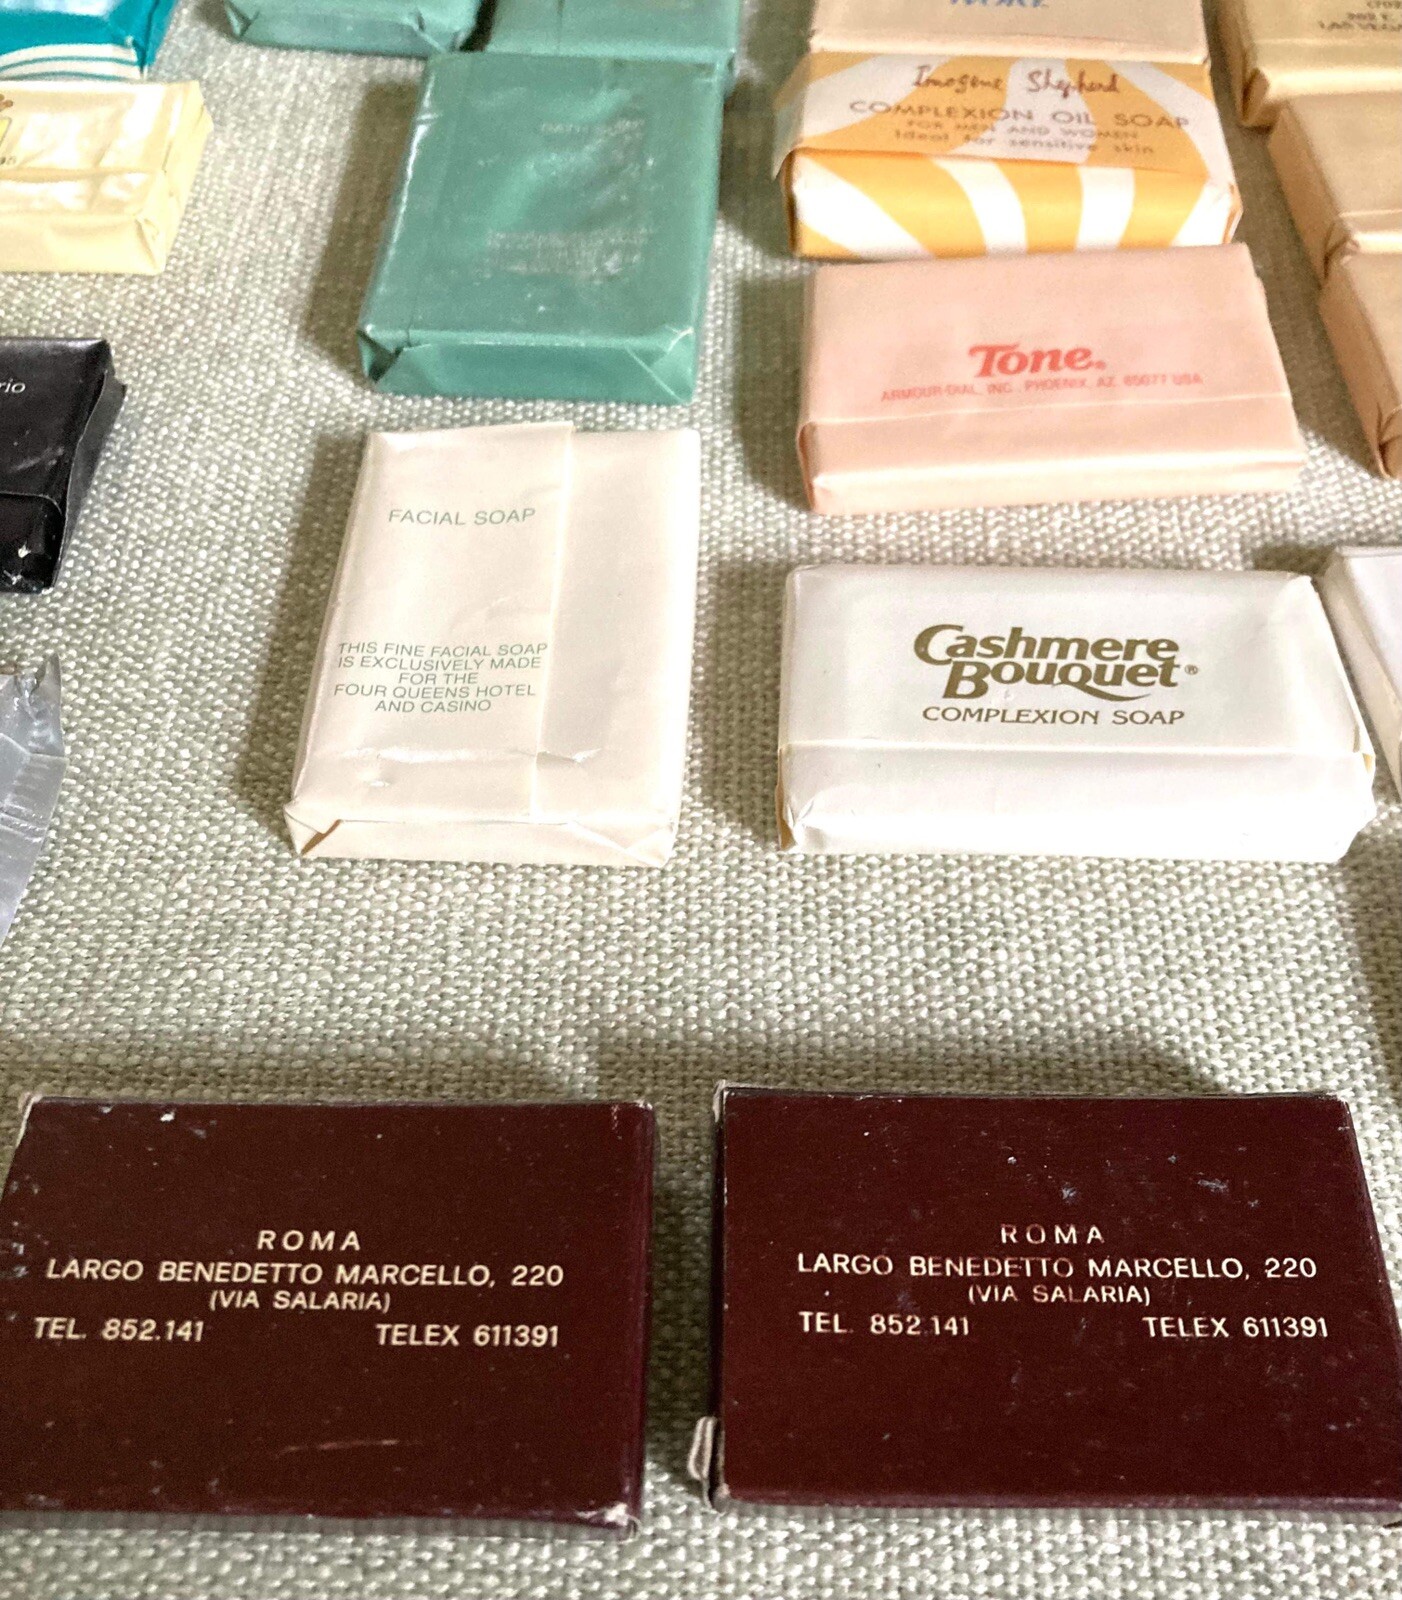 Imogene Shepherd
COMPLEXION OIL SOAP
FOR MEN AND WOMEN
Ideal for sensitive skin
Tone®
ARMOUR-DIAL, INC. PHOENIX, AZ. 85077 USA
FACIAL SOAP
THIS FINE FACIAL SOAP
IS EXCLUSIVELY MADE
FOR THE
FOUR QUEENS HOTEL
AND CASINO
Cashmere
Bouquet®
COMPLEXION SOAP
ROMA
LARGO BENEDETTO MARCELLO, 220
(VIA SALARIA)
TEL. 852.141 TELEX 611391
ROMA
LARGO BENEDETTO MARCELLO, 220
(VIA SALARIA)
TEL. 852.141 TELEX 611391